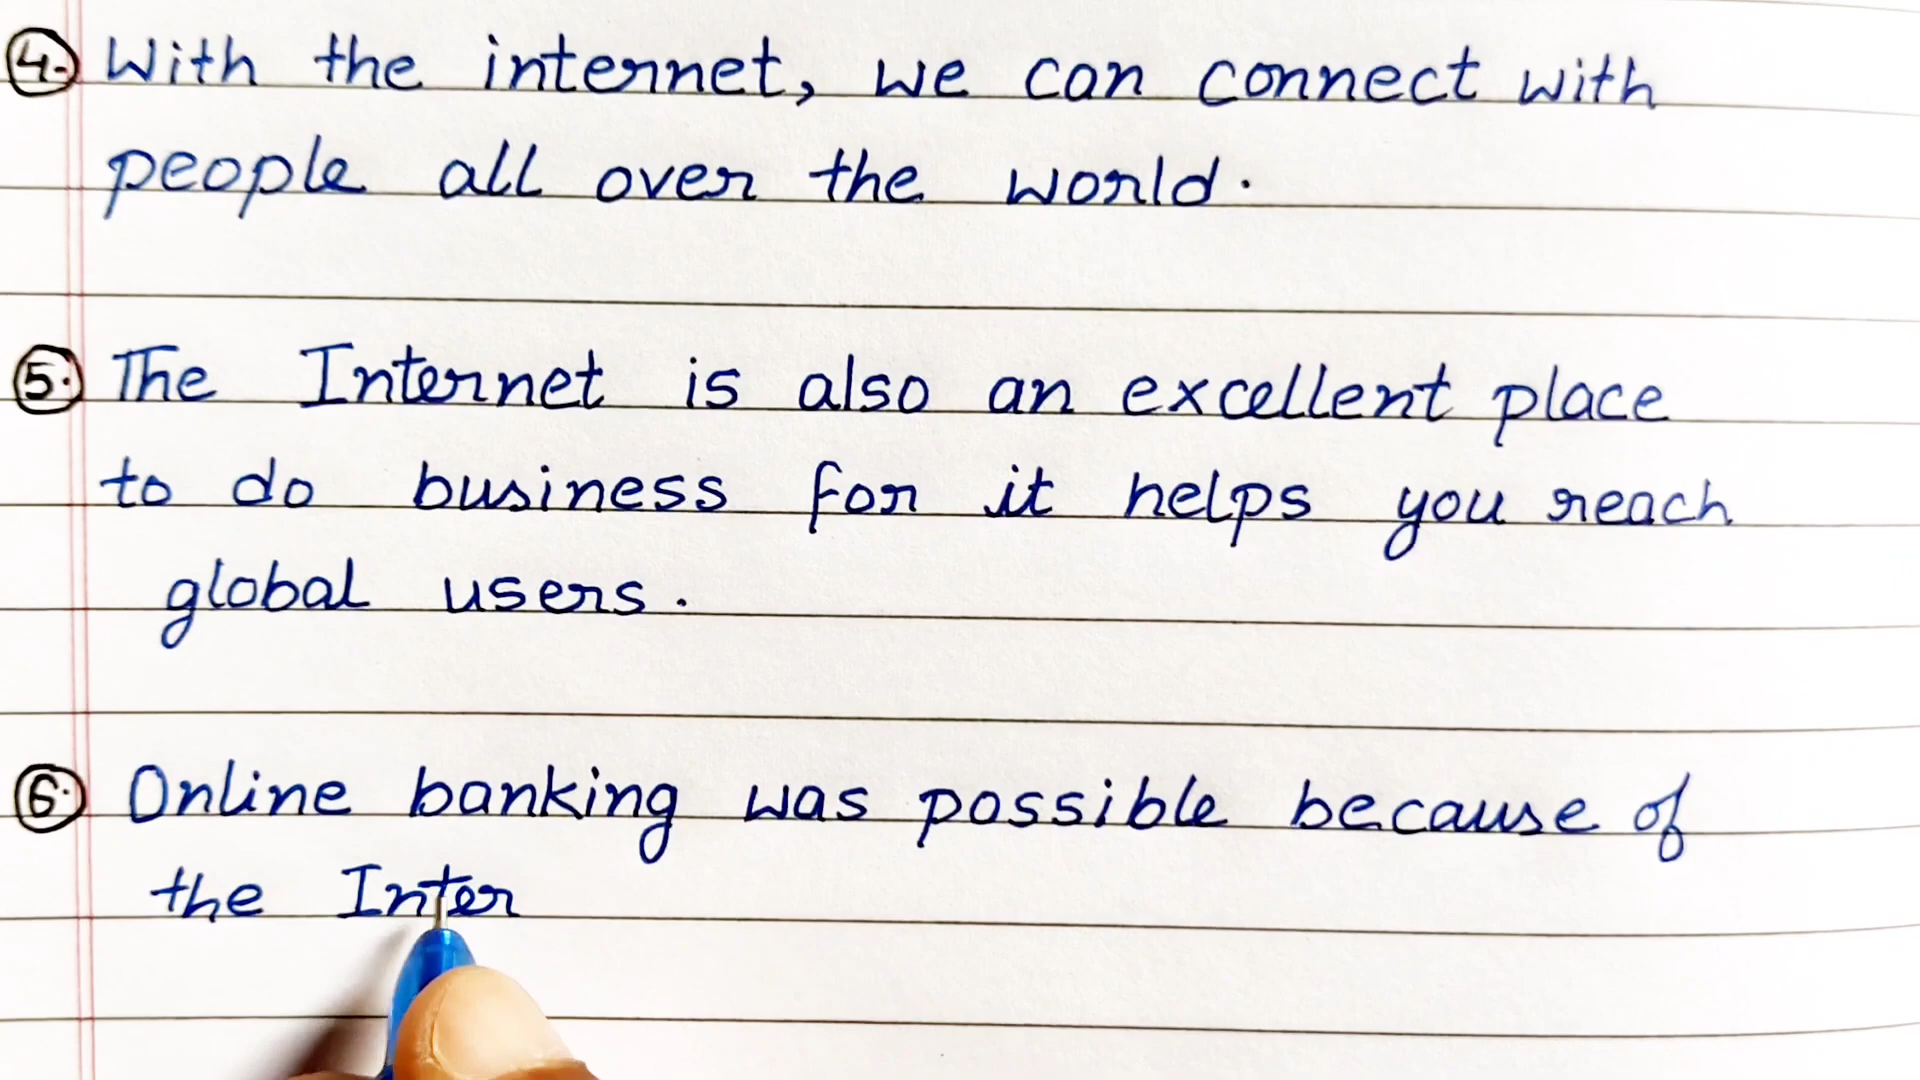 4. With the internet, we can connect with
people all over the world.
5. The Internet is also an excellent place
to do business for it helps you reach
global users.
6. Online banking was possible because of
the Inter